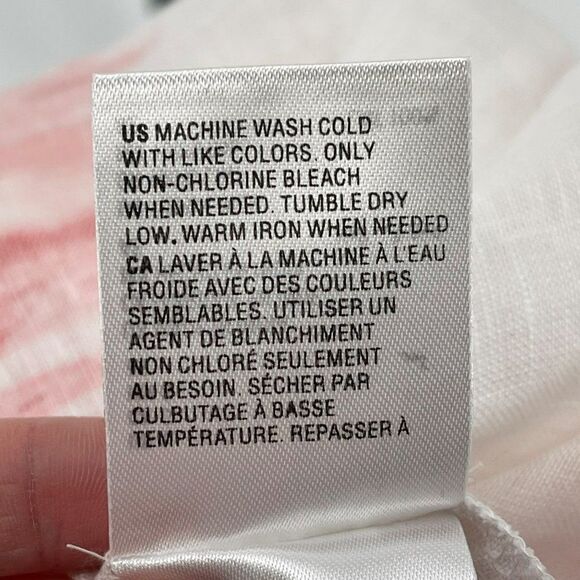 US MACHINE WASH COLD
WITH LIKE COLORS. ONLY
NON-CHLORINE BLEACH
WHEN NEEDED. TUMBLE DRY
LOW. WARM IRON WHEN NEEDED
CA LAVER À LA MACHINE À L'EAU
FROIDE AVEC DES COULEURS
SEMBLABLES. UTILISER UN
AGENT DE BLANCHIMENT
NON CHLORÉ SEULEMENT
AU BESOIN. SÉCHER PAR
CULBUTAGE À BASSE
TEMPÉRATURE. REPASSER À